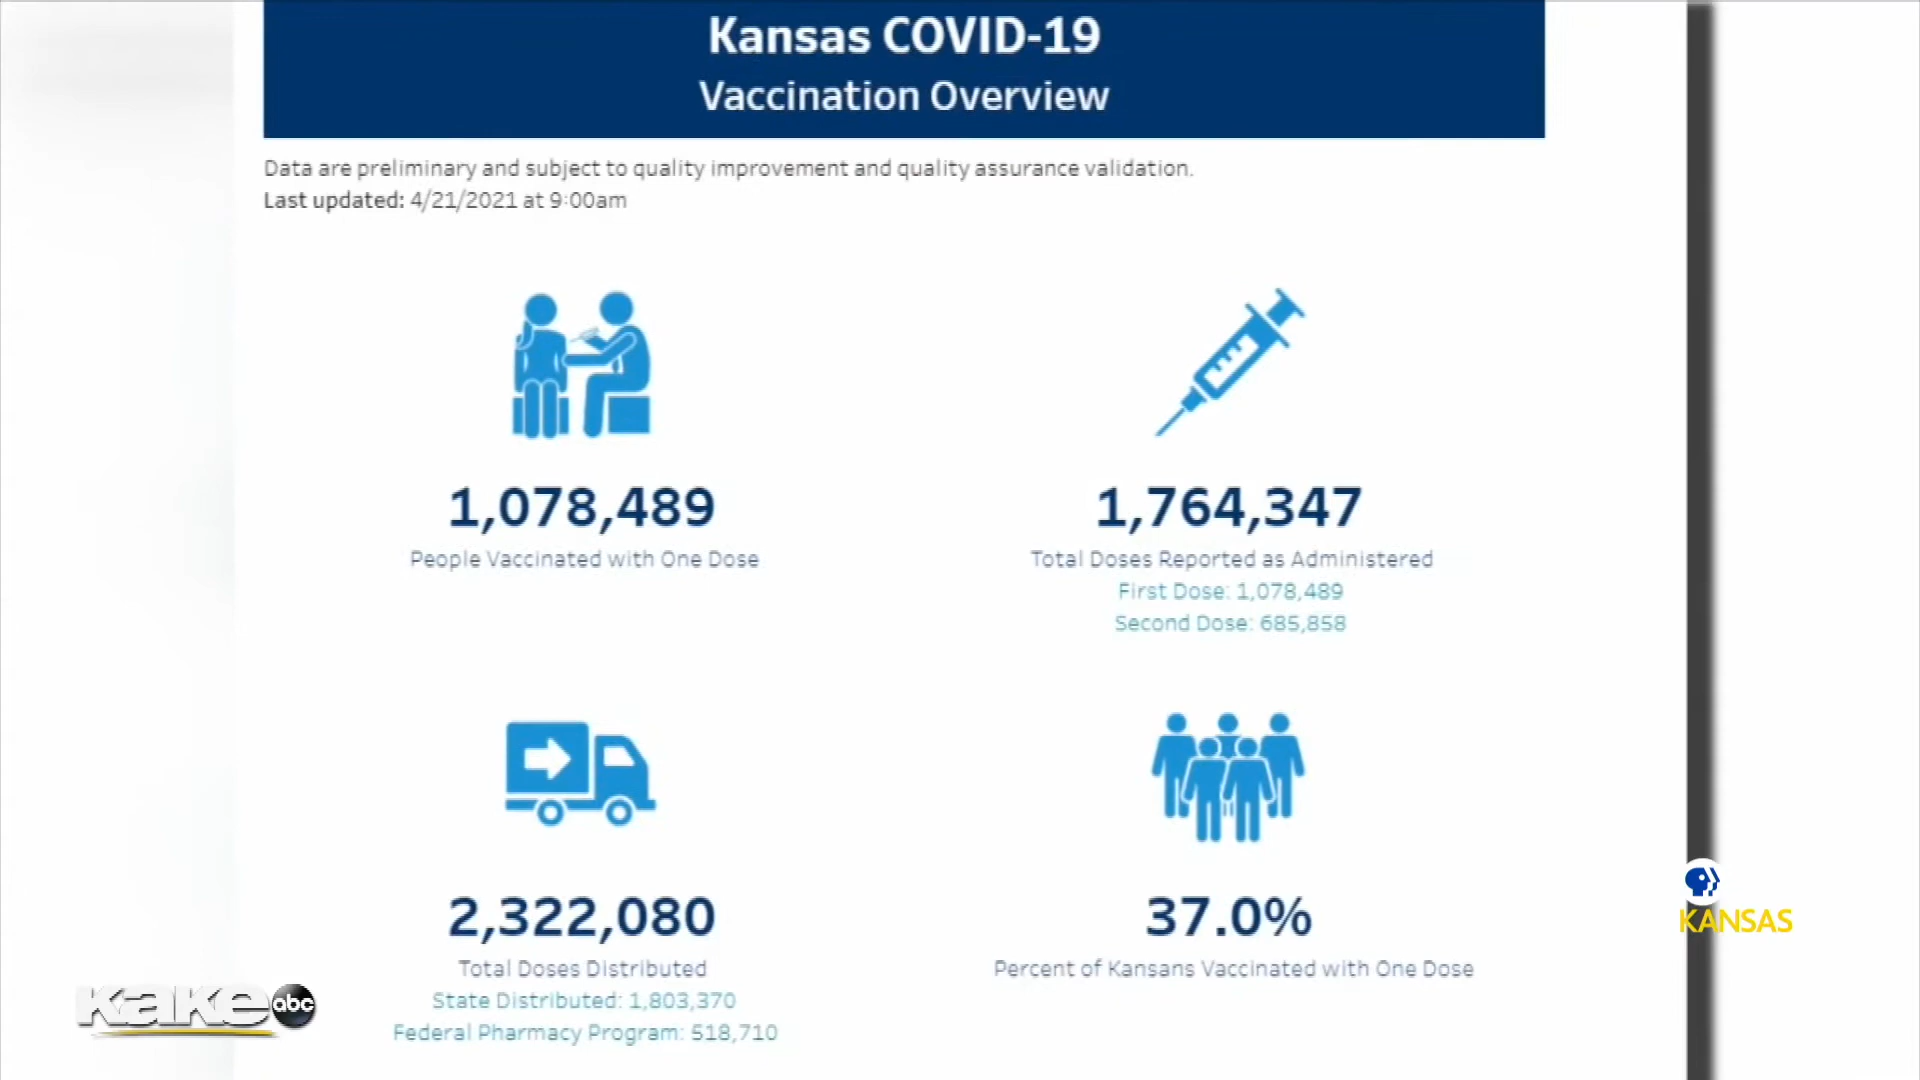 Kansas COVID-19
Vaccination Overview
Data are preliminary and subject to quality improvement and quality assurance validation.
Last updated: 4/21/2021 at 9:00am
1,078,489
People Vaccinated with One Dose
1,764,347
Total Doses Reported as Administered
First Dose: 1,078,489
Second Dose: 685,858
2,322,080
Total Doses Distributed
State Distributed: 1,803,370
Federal Pharmacy Program: 518,710
37.0%
Percent of Kansans Vaccinated with One Dose
KANSAS
kake abc